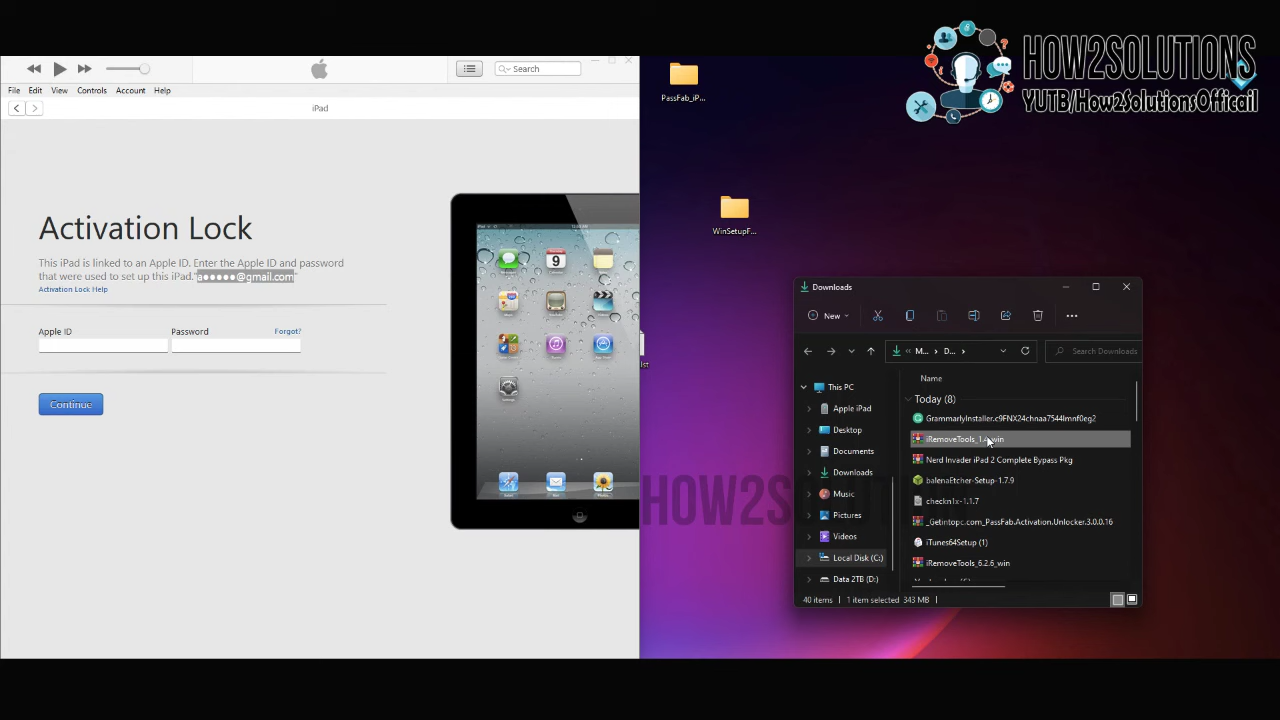 HOW2SOLUTIONS
YUTB/How2SolutionsOfficail
Search
File Edit View Controls Account Help
iPad
Activation Lock
This iPad is linked to an Apple ID. Enter the Apple ID and password
that were used to set up this iPad."a●●●●●@gmail.com"
Activation Lock Help
Apple ID Password Forgot?
Continue
PassFab_iP...
WinSetupF...
lst
Downloads
New
M... D...
Search Downloads
Name
This PC
Apple iPad
Desktop
Documents
Downloads
Music
Pictures
Videos
Local Disk (C:)
Data 2TB (D:)
Today (8)
GrammarlyInstaller.c9FNX24chnaa7544lmnf0eg2
iRemoveTools_1.4_win
Nerd Invader iPad 2 Complete Bypass Pkg
balenaEtcher-Setup-1.7.9
checkn1x-1.1.7
_Getintopc.com_PassFab.Activation.Unlocker.3.0.0.16
iTunes64Setup (1)
iRemoveTools_6.2.6_win
40 items 1 item selected 343 MB